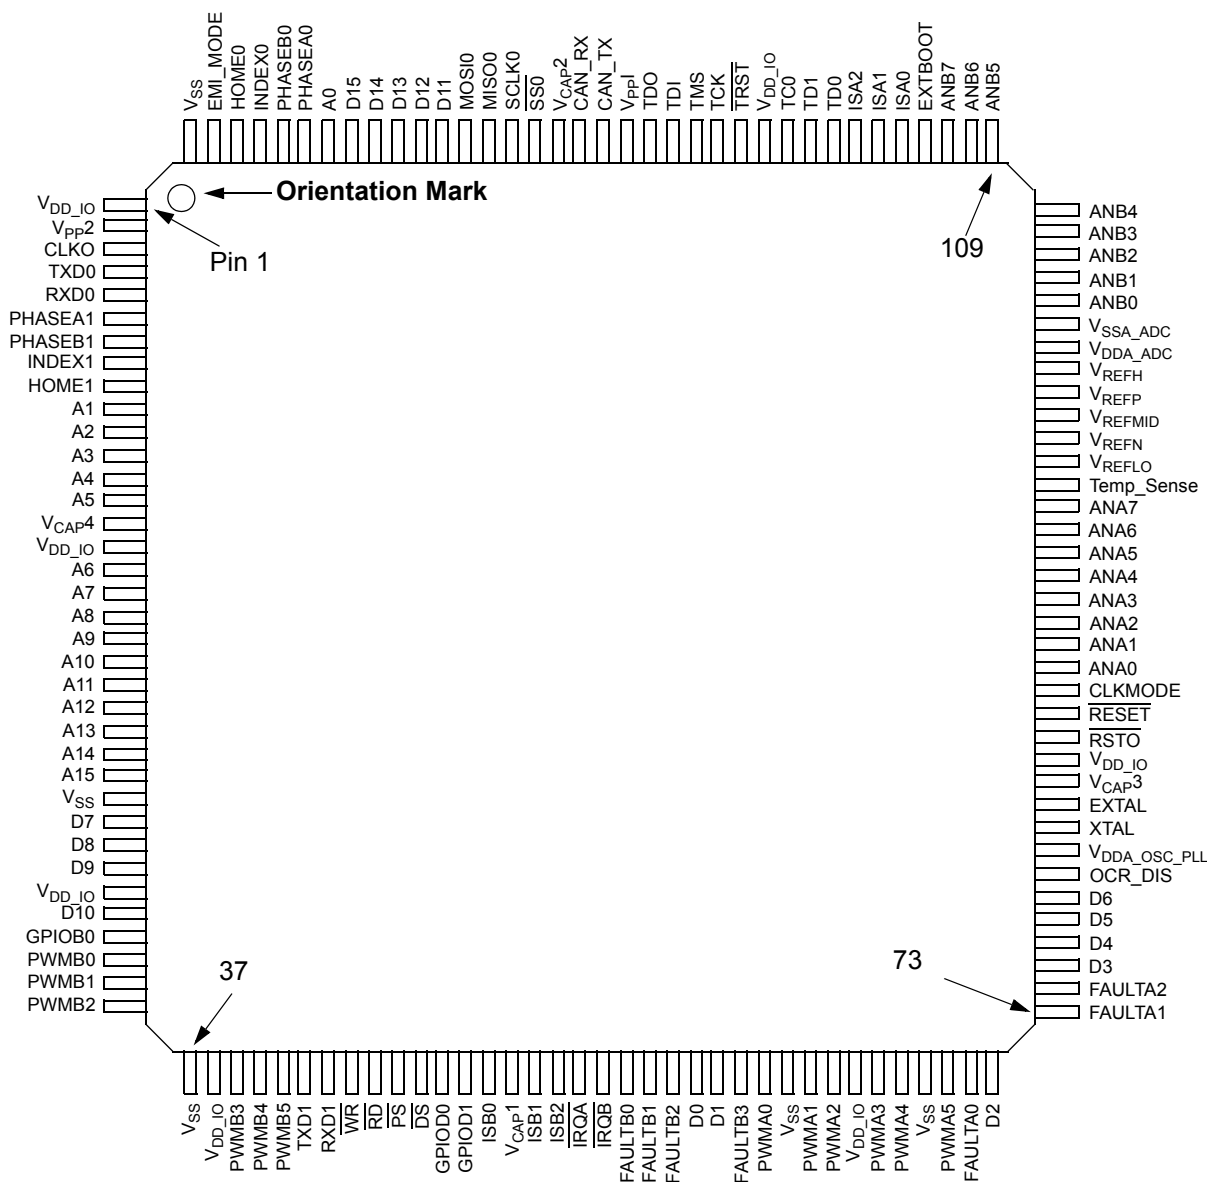 VSS
EMI_MODE
HOME0
INDEX0
PHASEB0
PHASEA0
A0
D15
D14
D13
D12
D11
MOSI0
MISO0
SCLK0
SS0
VCAP2
CAN_RX
CAN_TX
VPP1
TDO
TDI
TMS
TCK
TRST
VDD_IO
TC0
TD1
TD0
ISA2
ISA1
ISA0
EXTBOOT
ANB7
ANB6
ANB5
Orientation Mark
Pin 1
109
VDD_IO
VPP2
CLKO
TXD0
RXD0
PHASEA1
PHASEB1
INDEX1
HOME1
A1
A2
A3
A4
A5
VCAP4
VDD_IO
A6
A7
A8
A9
A10
A11
A12
A13
A14
A15
VSS
D7
D8
D9
VDD_IO
D10
GPIOB0
PWMB0
PWMB1
PWMB2
ANB4
ANB3
ANB2
ANB1
ANB0
VSSA_ADC
VDDA_ADC
VREFH
VREFP
VREFMID
VREFN
VREFLO
Temp_Sense
ANA7
ANA6
ANA5
ANA4
ANA3
ANA2
ANA1
ANA0
CLKMODE
RESET
RSTO
VDD_IO
VCAP3
EXTAL
XTAL
VDDA_OSC_PLL
OCR_DIS
D6
D5
D4
D3
FAULTA2
FAULTA1
37
73
VSS
VDD_IO
PWMB3
PWMB4
PWMB5
TXD1
RXD1
WR
RD
PS
DS
GPIOD0
GPIOD1
ISB0
VCAP1
ISB1
ISB2
IRQA
IRQB
FAULTB0
FAULTB1
FAULTB2
D0
D1
FAULTB3
PWMA0
VSS
PWMA1
PWMA2
VDD_IO
PWMA3
PWMA4
VSS
PWMA5
FAULTA0
D2